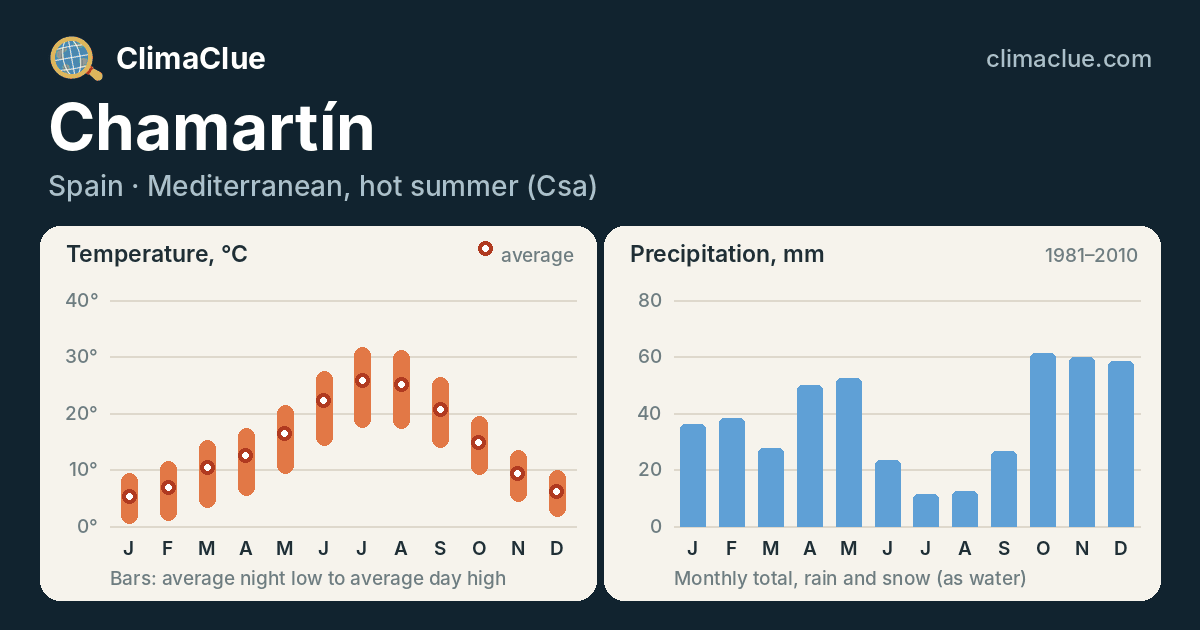 ClimaClue
climaclue.com
Chamartín
Spain · Mediterranean, hot summer (Csa)
Temperature, °C
average
40°
30°
20°
10°
0°
J F M A M J J A S O N D
Bars: average night low to average day high
Precipitation, mm
1981–2010
80
60
40
20
0
J F M A M J J A S O N D
Monthly total, rain and snow (as water)